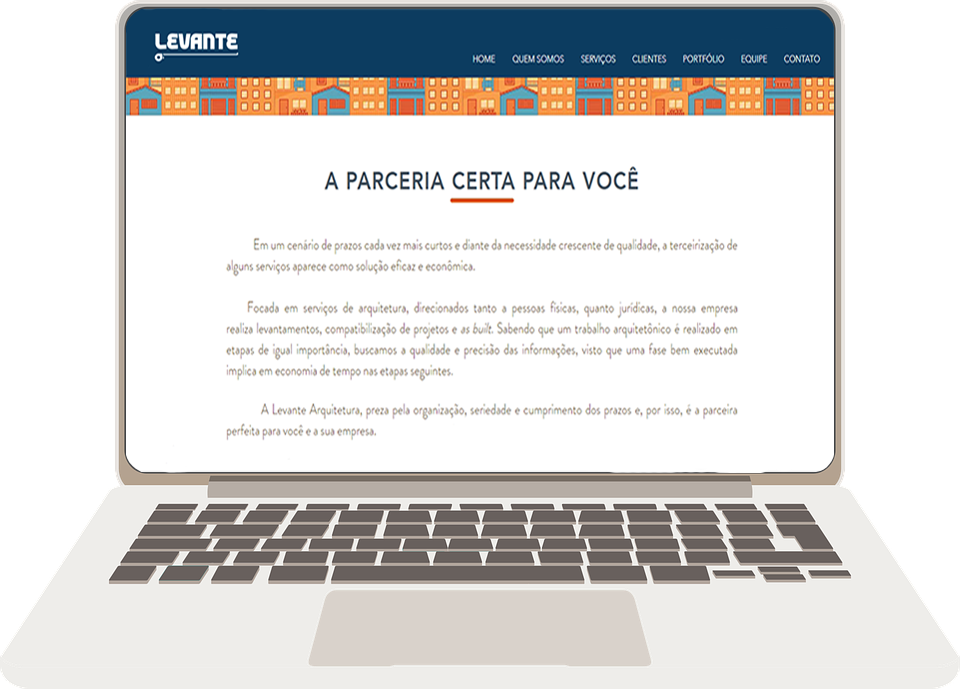 LEVANTE
HOME QUEM SOMOS SERVIÇOS CLIENTES PORTFÓLIO EQUIPE CONTATO
A PARCERIA CERTA PARA VOCÊ
Em um cenário de prazos cada vez mais curtos e diante da necessidade crescente de qualidade, a terceirização de
alguns serviços aparece como solução eficaz e econômica.
Focada em serviços de arquitetura, direcionados tanto a pessoas físicas, quanto jurídicas, a nossa empresa
realiza levantamentos, compatibilização de projetos e as built. Sabendo que um trabalho arquitetônico é realizado em
etapas de igual importância, buscamos a qualidade e precisão das informações, visto que uma fase bem executada
implica em economia de tempo nas etapas seguintes.
A Levante Arquitetura, preza pela organização, seriedade e cumprimento dos prazos e, por isso, é a parceira
perfeita para você e a sua empresa.